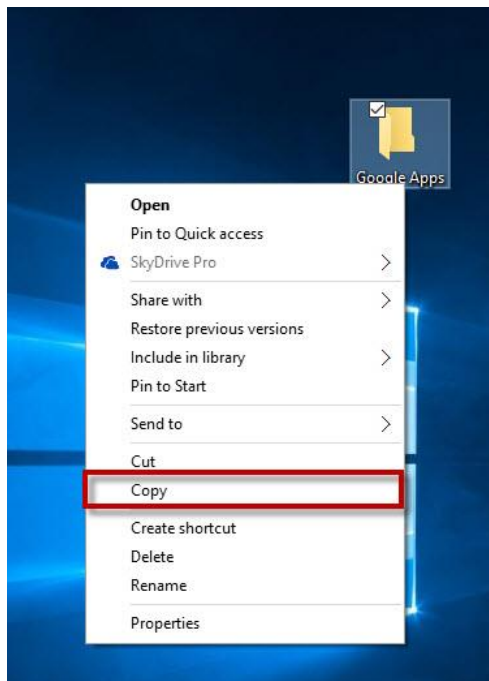 Google Apps
Open
Pin to Quick access
SkyDrive Pro
Share with
Restore previous versions
Include in library
Pin to Start
Send to
Cut
Copy
Create shortcut
Delete
Rename
Properties